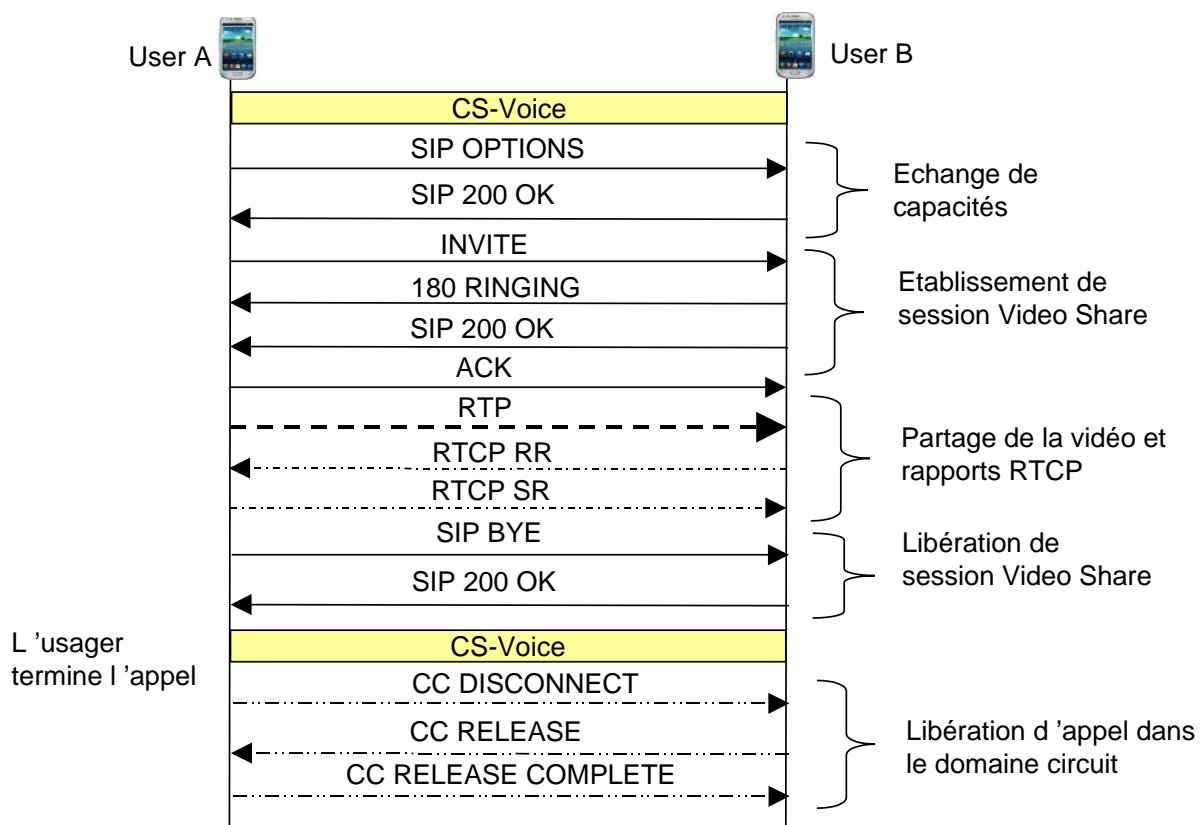 User A
User B
CS-Voice
SIP OPTIONS
SIP 200 OK
Echange de
capacités
INVITE
180 RINGING
SIP 200 OK
ACK
Etablissement de
session Video Share
RTP
RTCP RR
RTCP SR
Partage de la vidéo et
rapports RTCP
SIP BYE
SIP 200 OK
Libération de
session Video Share
L ’usager
termine l ’appel
CS-Voice
CC DISCONNECT
CC RELEASE
CC RELEASE COMPLETE
Libération d ’appel dans
le domaine circuit